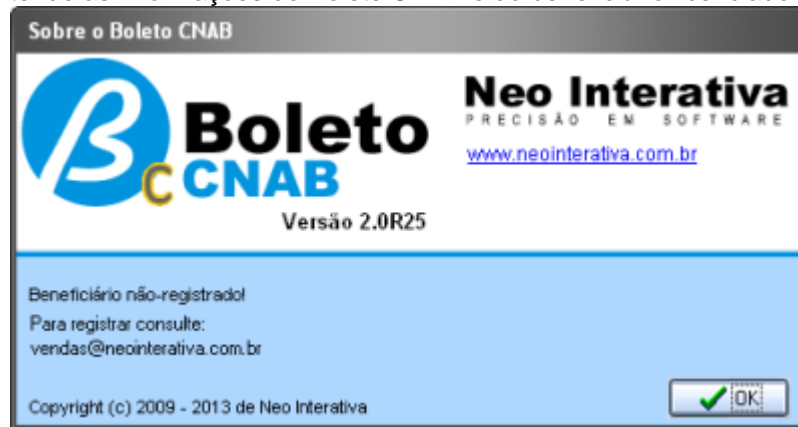 Sobre o Boleto CNAB
Boleto
CNAB
Versão 2.0R25
Neo Interativa
PRECISÃO EM SOFTWARE
www.neointerativa.com.br
Beneficiário não-registrado!
Para registrar consulte:
vendas@neointerativa.com.br
Copyright (c) 2009 - 2013 de Neo Interativa
OK